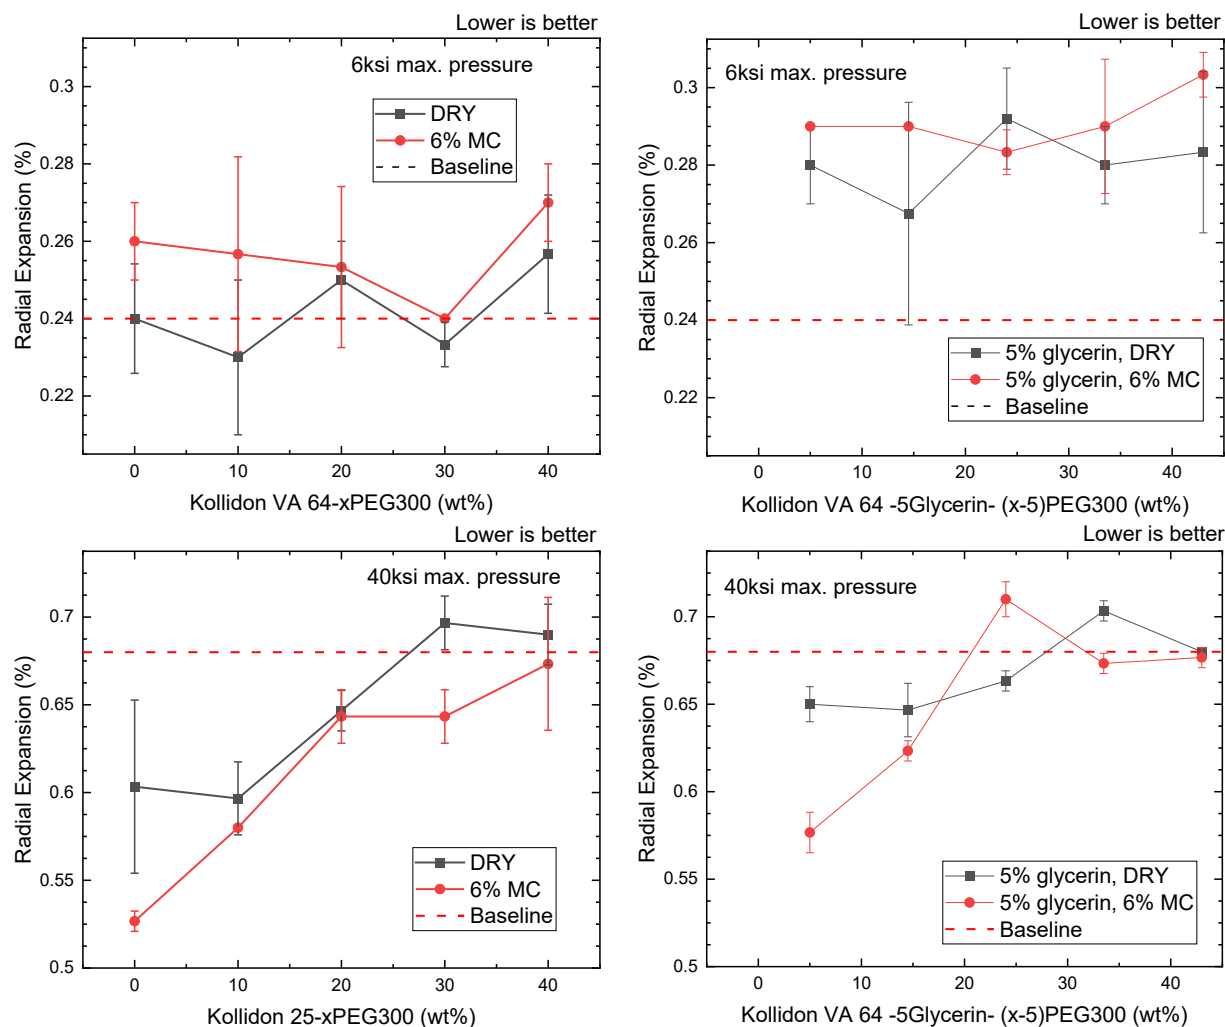 Lower is better
6ksi max. pressure
DRY
6% MC
Baseline
Radial Expansion (%)
0.3
0.28
0.26
0.24
0.22
0 10 20 30 40
Kollidon VA 64-xPEG300 (wt%)
Lower is better
6ksi max. pressure
5% glycerin, DRY
5% glycerin, 6% MC
Baseline
Radial Expansion (%)
0.3
0.28
0.26
0.24
0.22
0 10 20 30 40
Kollidon VA 64 -5Glycerin- (x-5)PEG300 (wt%)
Lower is better
40ksi max. pressure
DRY
6% MC
Baseline
Radial Expansion (%)
0.7
0.65
0.6
0.55
0.5
0 10 20 30 40
Kollidon 25-xPEG300 (wt%)
Lower is better
40ksi max. pressure
5% glycerin, DRY
5% glycerin, 6% MC
Baseline
Radial Expansion (%)
0.7
0.65
0.6
0.55
0.5
0 10 20 30 40
Kollidon VA 64 -5Glycerin- (x-5)PEG300 (wt%)